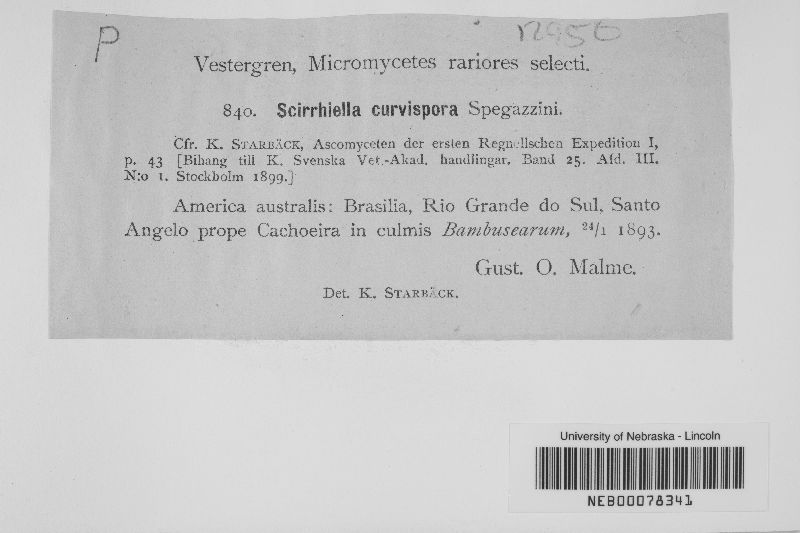 P
Vestergren, Micromycetes rariores selecti.
840. Scirrhiella curvispora Spegazzini.
Cfr. K. STARBÄCK, Ascomyceten der ersten Regnellschen Expedition I,
p. 43 [Bihang till K. Svenska Vet.-Akad. handlingar. Band 25. Afd. III.
N:o 1. Stockholm 1899.]
America australis: Brasilia, Rio Grande do Sul, Santo
Angelo prope Cachoeira in culmis Bambusearum, 24/1 1893.
Gust. O. Malme.
Det. K. STARBÄCK.
University of Nebraska - Lincoln
NEB00078341